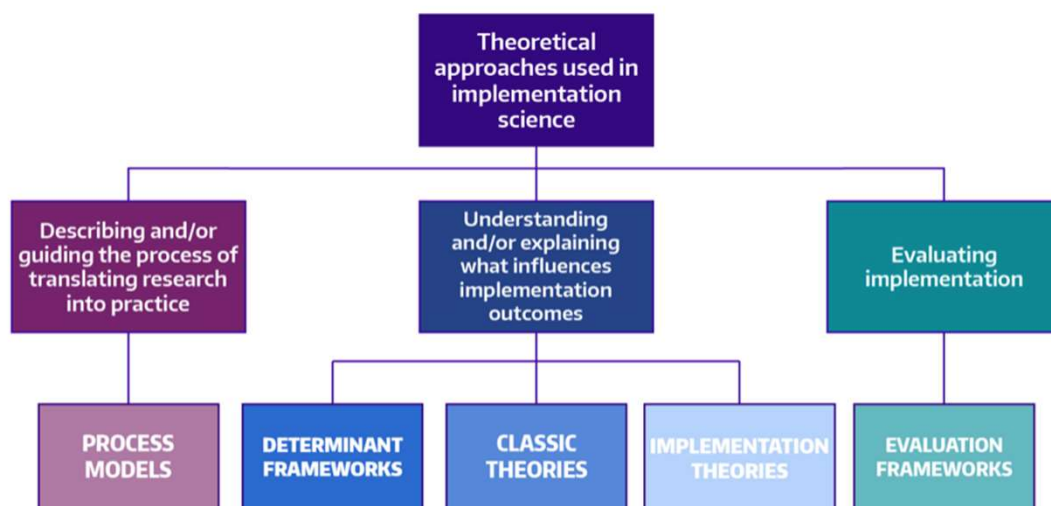 Theoretical
approaches used in
implementation
science
Describing and/or
guiding the process of
translating research
into practice
Understanding
and/or explaining
what influences
implementation
outcomes
Evaluating
implementation
PROCESS
MODELS
DETERMINANT
FRAMEWORKS
CLASSIC
THEORIES
IMPLEMENTATION
THEORIES
EVALUATION
FRAMEWORKS